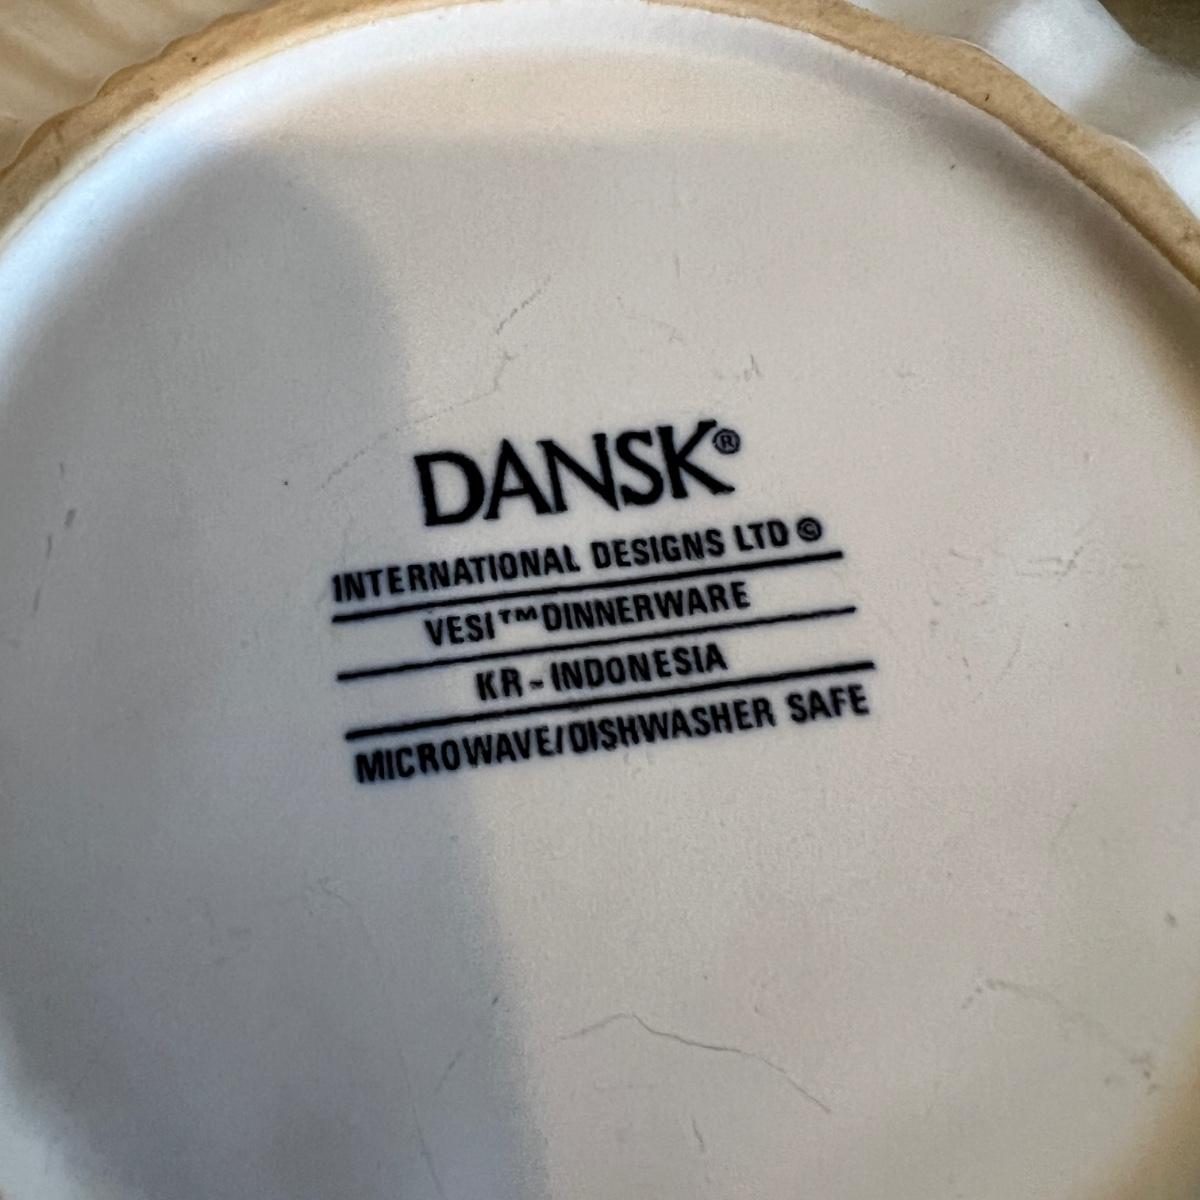 DANSK®
INTERNATIONAL DESIGNS LTD ©
VESI™ DINNERWARE
KR - INDONESIA
MICROWAVE/DISHWASHER SAFE